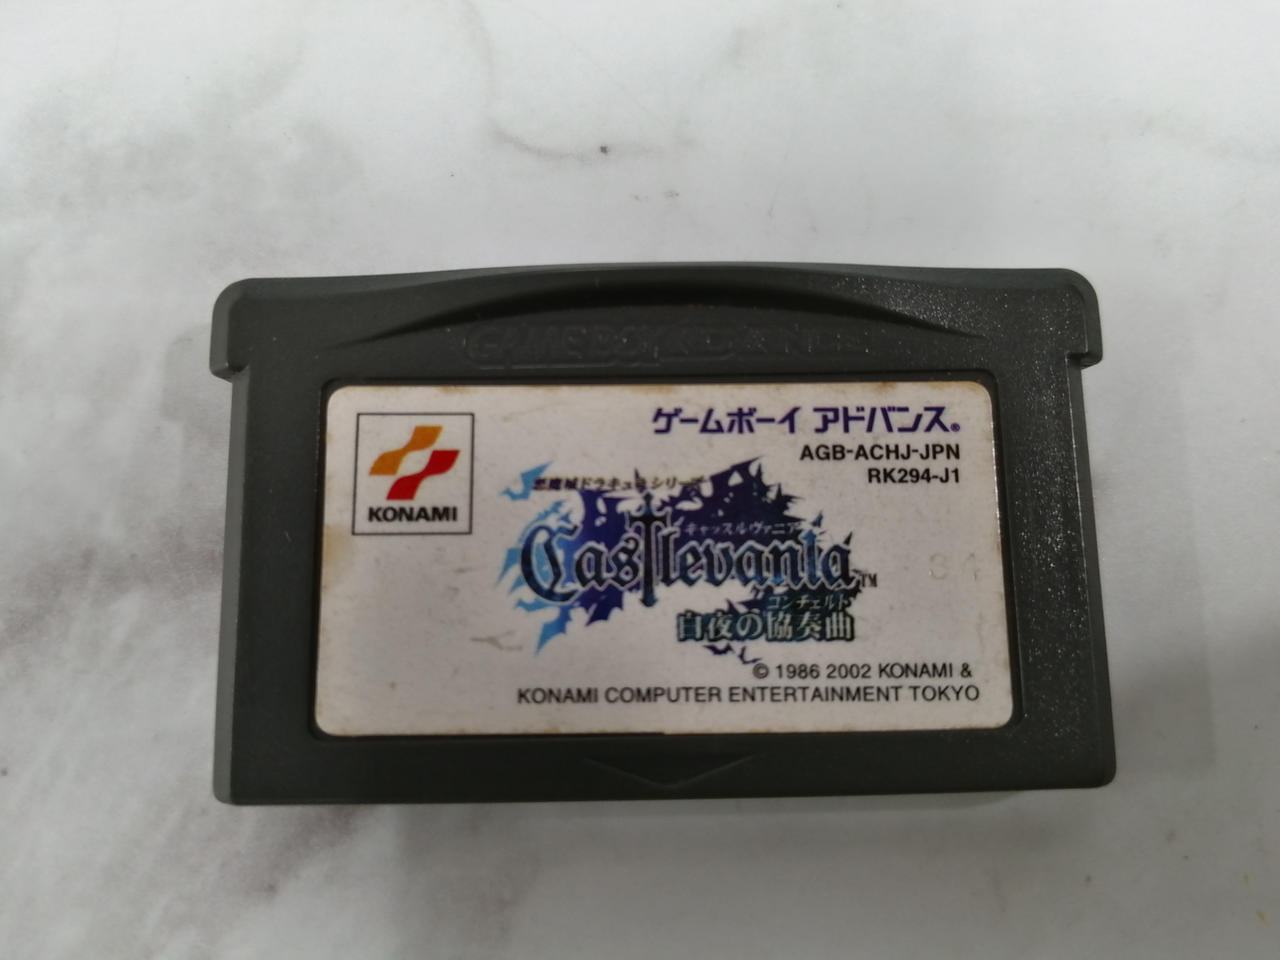 GAME BOY ADVANCE
ゲームボーイ アドバンス®
AGB-ACHJ-JPN
RK294-J1
KONAMI
悪魔城ドラキュラシリーズ
キャッスルヴァニア
Castlevania™
コンチェルト
白夜の協奏曲
© 1986 2002 KONAMI &
KONAMI COMPUTER ENTERTAINMENT TOKYO